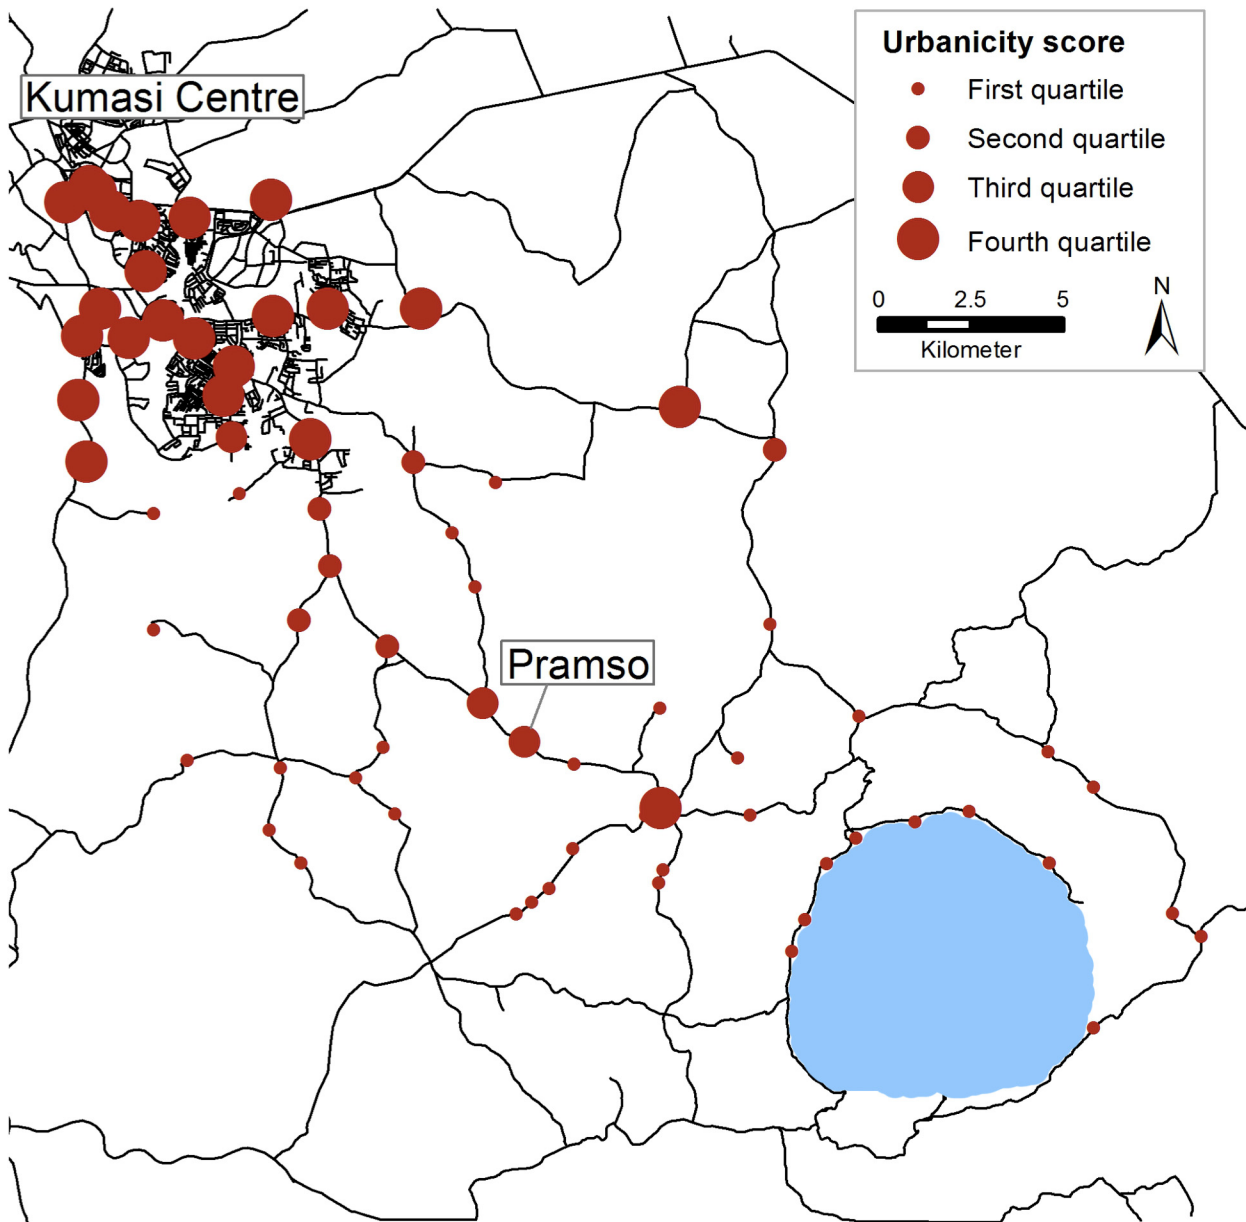 Kumasi Centre
Urbanicity score
First quartile
Second quartile
Third quartile
Fourth quartile
N
0 2.5 5
Kilometer
Pramso